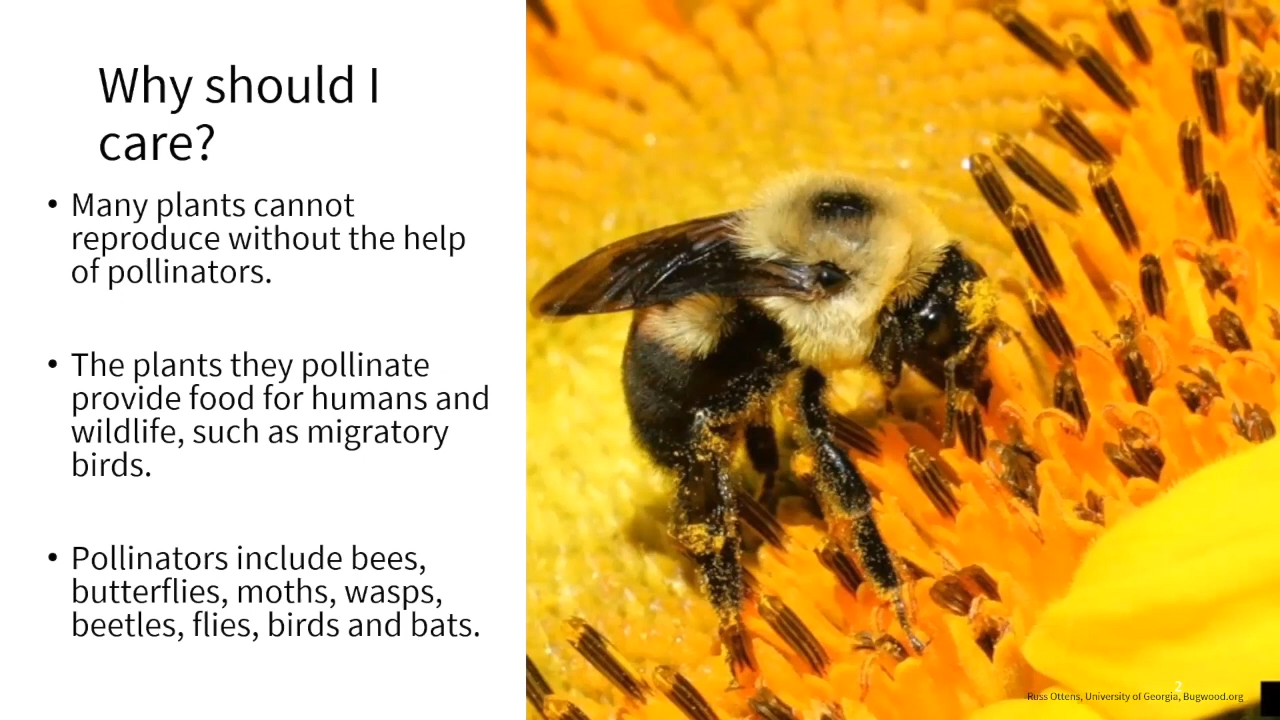 Why should I
care?
• Many plants cannot
reproduce without the help
of pollinators.
• The plants they pollinate
provide food for humans and
wildlife, such as migratory
birds.
• Pollinators include bees,
butterflies, moths, wasps,
beetles, flies, birds and bats.
2
Russ Ottens, University of Georgia, Bugwood.org